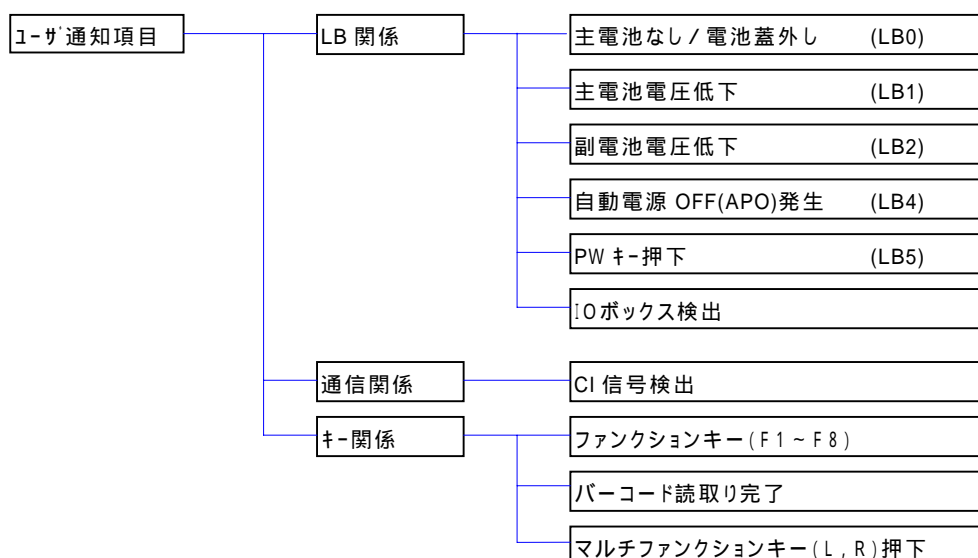 ﾕｰｻﾞ通知項目
LB 関係
主電池なし / 電池蓋外し (LB0)
主電池電圧低下 (LB1)
副電池電圧低下 (LB2)
自動電源 OFF(APO)発生 (LB4)
PW ｷｰ押下 (LB5)
IOボックス検出
通信関係
CI 信号検出
ｷｰ関係
ファンクションキー(F1~F8)
バーコード読取り完了
マルチファンクションキー(L,R)押下